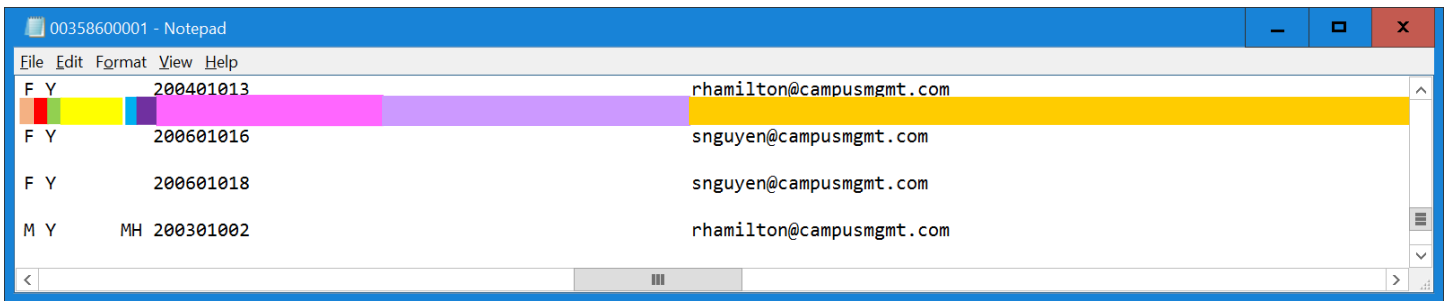 00358600001 - Notepad
File Edit Format View Help
F Y 200401013 rhamilton@campusmgmt.com
F Y 200601016 snguyen@campusmgmt.com
F Y 200601018 snguyen@campusmgmt.com
M Y MH 200301002 rhamilton@campusmgmt.com